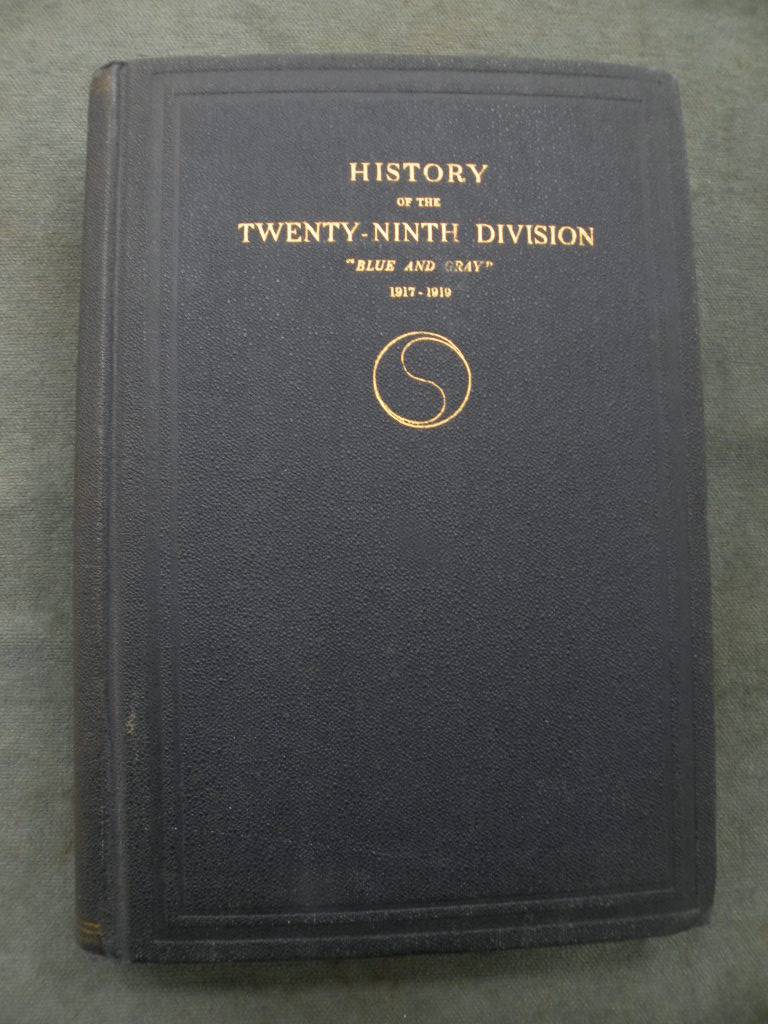 HISTORY
OF THE
TWENTY-NINTH DIVISION
"BLUE AND GRAY"
1917-1919